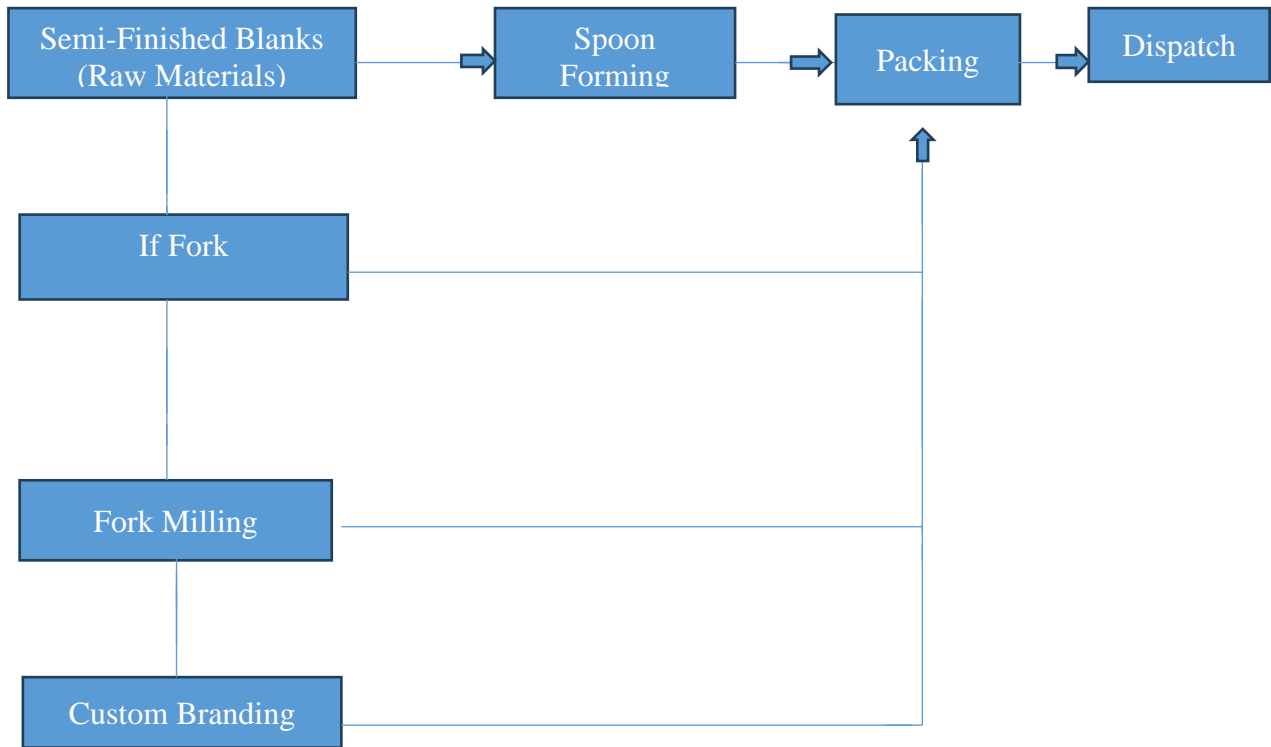 Semi-Finished Blanks
(Raw Materials)
Spoon
Forming
Packing
Dispatch
If Fork
Fork Milling
Custom Branding